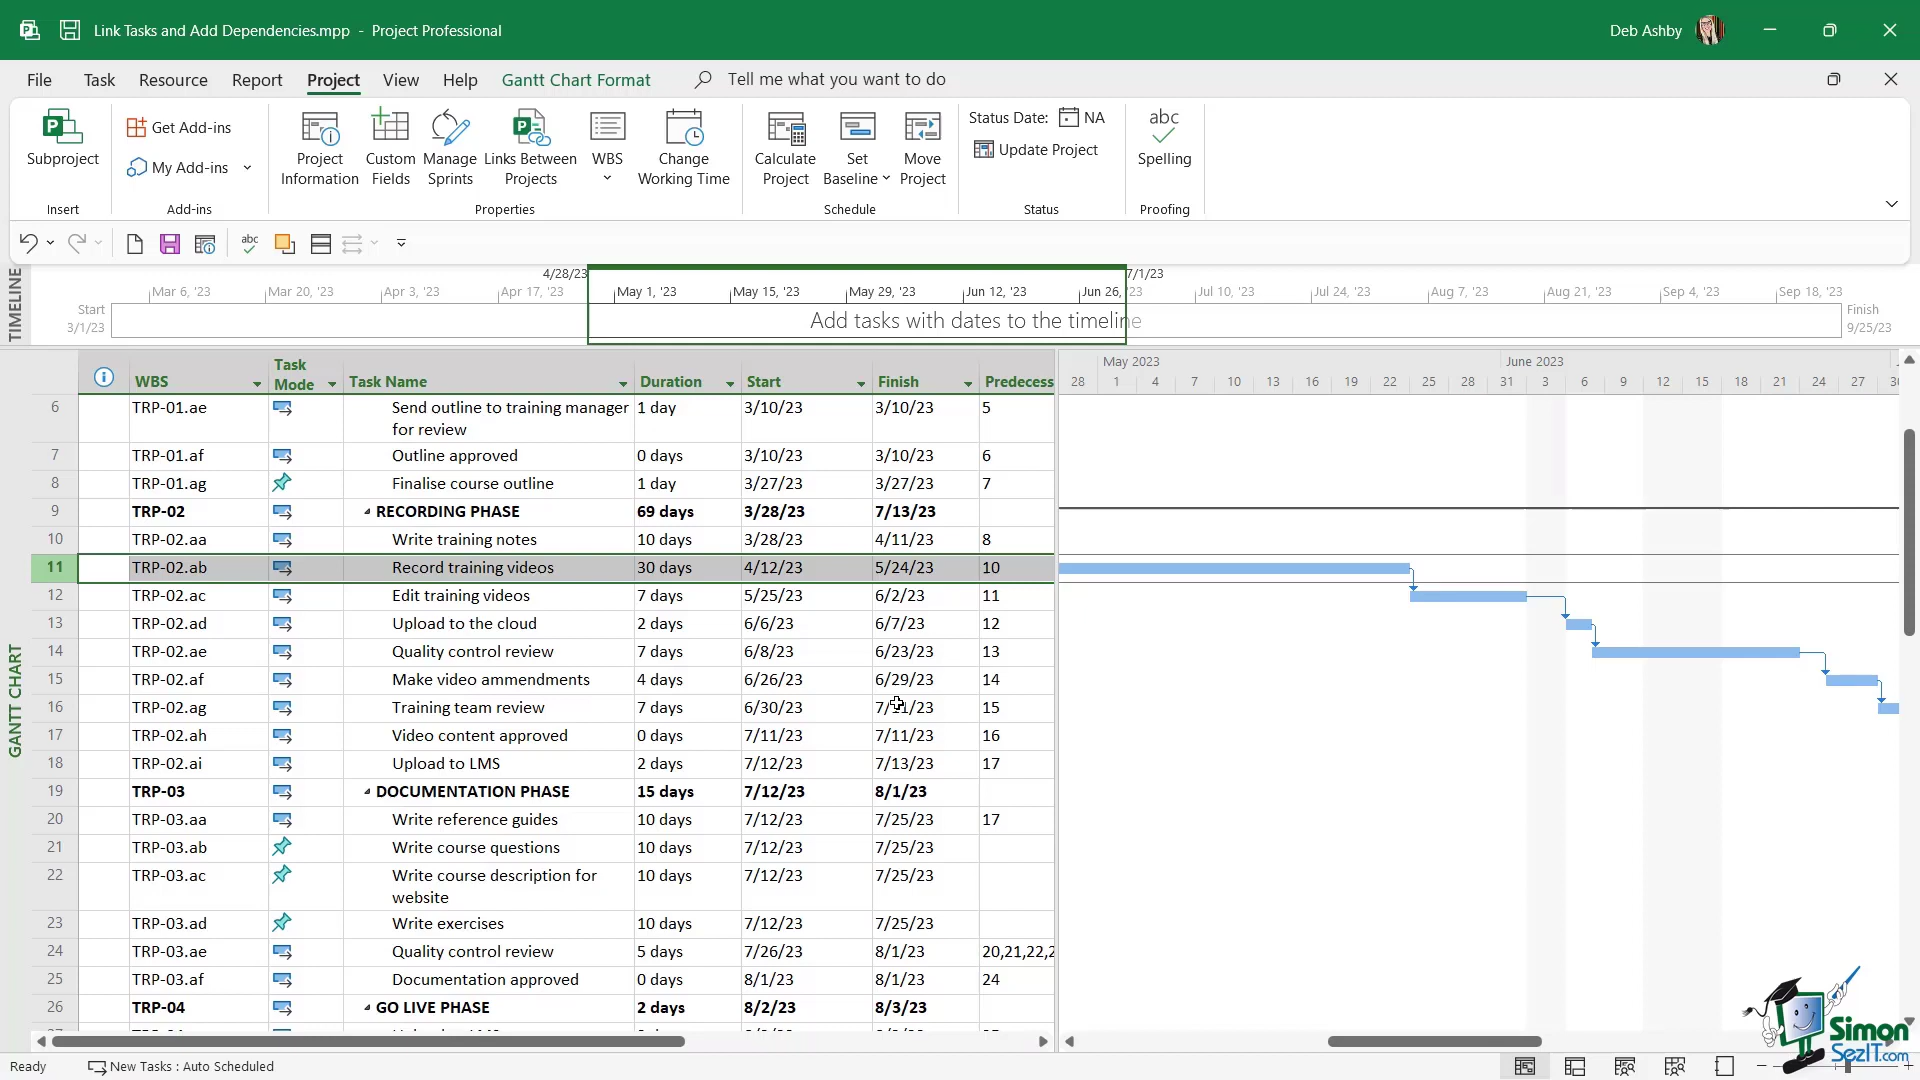 Link Tasks and Add Dependencies.mpp - Project Professional
Deb Ashby
File Task Resource Report Project View Help Gantt Chart Format Tell me what you want to do
Subproject
Insert
Get Add-ins
My Add-ins
Add-ins
Project Information
Custom Fields
Manage Sprints
Links Between Projects
WBS
Change Working Time
Properties
Calculate Project
Set Baseline
Move Project
Schedule
Status Date: NA
Update Project
Status
abc
Spelling
Proofing
abc
TIMELINE
4/28/23 7/1/23
Mar 6, '23 Mar 20, '23 Apr 3, '23 Apr 17, '23 May 1, '23 May 15, '23 May 29, '23 Jun 12, '23 Jun 26, '23 Jul 10, '23 Jul 24, '23 Aug 7, '23 Aug 21, '23 Sep 4, '23 Sep 18, '23
Start
3/1/23
Add tasks with dates to the timeline
Finish
9/25/23
GANTT CHART
WBS Task Mode Task Name Duration Start Finish Predecess
May 2023 June 2023
28 1 4 7 10 13 16 19 22 25 28 31 3 6 9 12 15 18 21 24 27
6 TRP-01.ae Send outline to training manager for review 1 day 3/10/23 3/10/23 5
7 TRP-01.af Outline approved 0 days 3/10/23 3/10/23 6
8 TRP-01.ag Finalise course outline 1 day 3/27/23 3/27/23 7
9 TRP-02 RECORDING PHASE 69 days 3/28/23 7/13/23
10 TRP-02.aa Write training notes 10 days 3/28/23 4/11/23 8
11 TRP-02.ab Record training videos 30 days 4/12/23 5/24/23 10
12 TRP-02.ac Edit training videos 7 days 5/25/23 6/2/23 11
13 TRP-02.ad Upload to the cloud 2 days 6/6/23 6/7/23 12
14 TRP-02.ae Quality control review 7 days 6/8/23 6/23/23 13
15 TRP-02.af Make video ammendments 4 days 6/26/23 6/29/23 14
16 TRP-02.ag Training team review 7 days 6/30/23 7/11/23 15
17 TRP-02.ah Video content approved 0 days 7/11/23 7/11/23 16
18 TRP-02.ai Upload to LMS 2 days 7/12/23 7/13/23 17
19 TRP-03 DOCUMENTATION PHASE 15 days 7/12/23 8/1/23
20 TRP-03.aa Write reference guides 10 days 7/12/23 7/25/23 17
21 TRP-03.ab Write course questions 10 days 7/12/23 7/25/23
22 TRP-03.ac Write course description for website 10 days 7/12/23 7/25/23
23 TRP-03.ad Write exercises 10 days 7/12/23 7/25/23
24 TRP-03.ae Quality control review 5 days 7/26/23 8/1/23 20,21,22,2
25 TRP-03.af Documentation approved 0 days 8/1/23 8/1/23 24
26 TRP-04 GO LIVE PHASE 2 days 8/2/23 8/3/23
Ready New Tasks : Auto Scheduled
Simon
SezIT.com